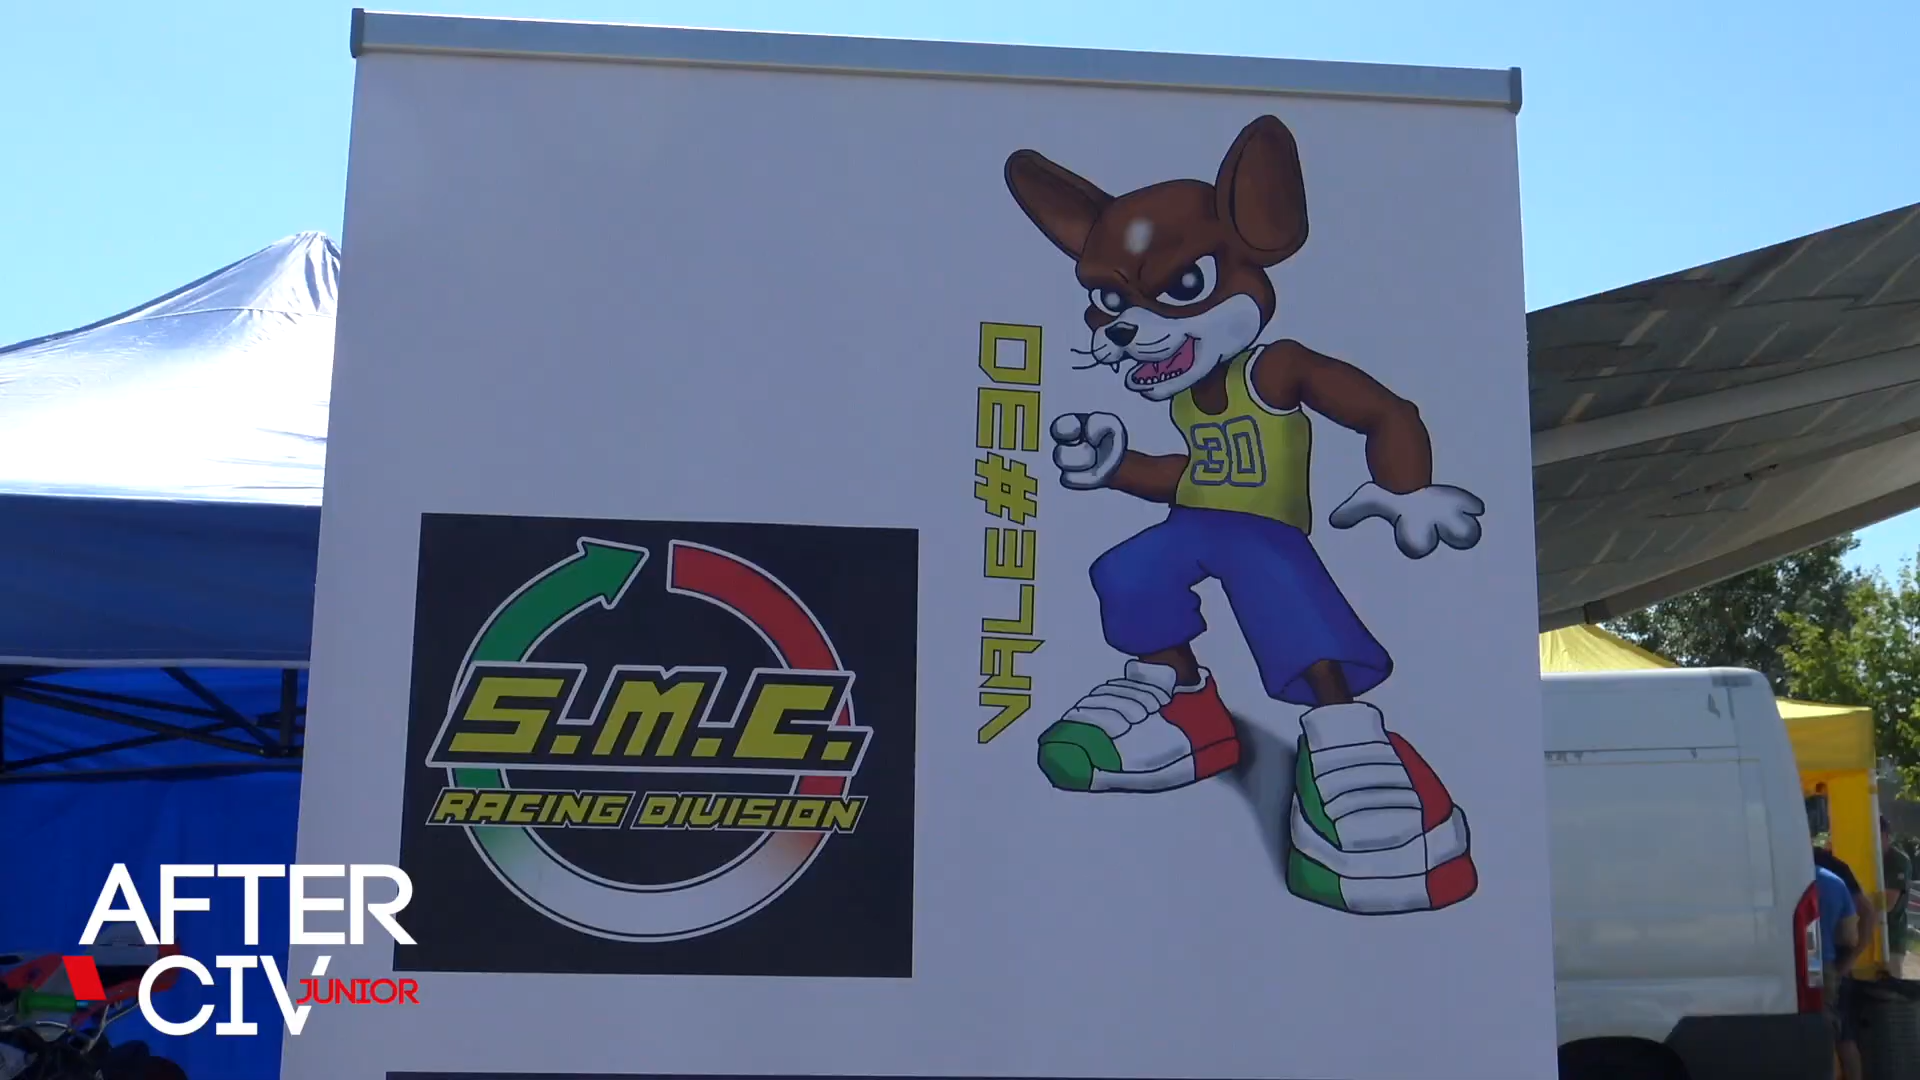 VALE#30
30
S.M.C.
RACING DIVISION
AFTER
CIV
JUNIOR